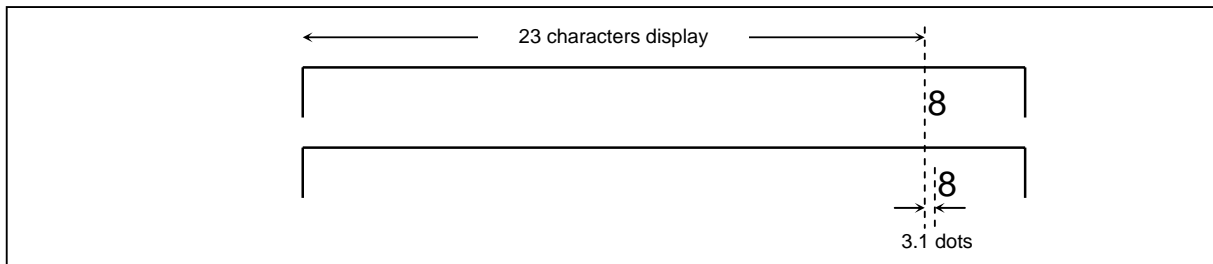 23 characters display
8
8
3.1 dots